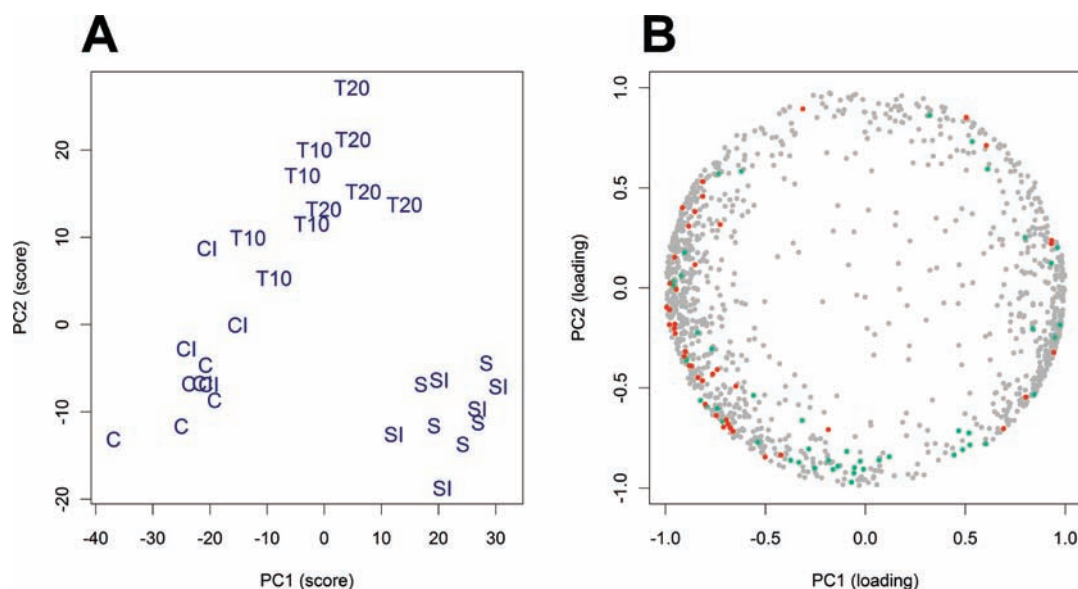 A B
T20
T20
T10
T10
T15
T20
T20
T20
T10
T10
T10
CI
CI
CI
C
C
CI
C
C
C
S
S
SI
SI
SI
S
S
SI
S
SI
-20 -10 0 10 20
-40 -30 -20 -10 0 10 20 30
PC2 (score)
PC1 (score)
-1.0 -0.5 0.0 0.5 1.0
-1.0 -0.5 0.0 0.5 1.0
PC2 (loading)
PC1 (loading)